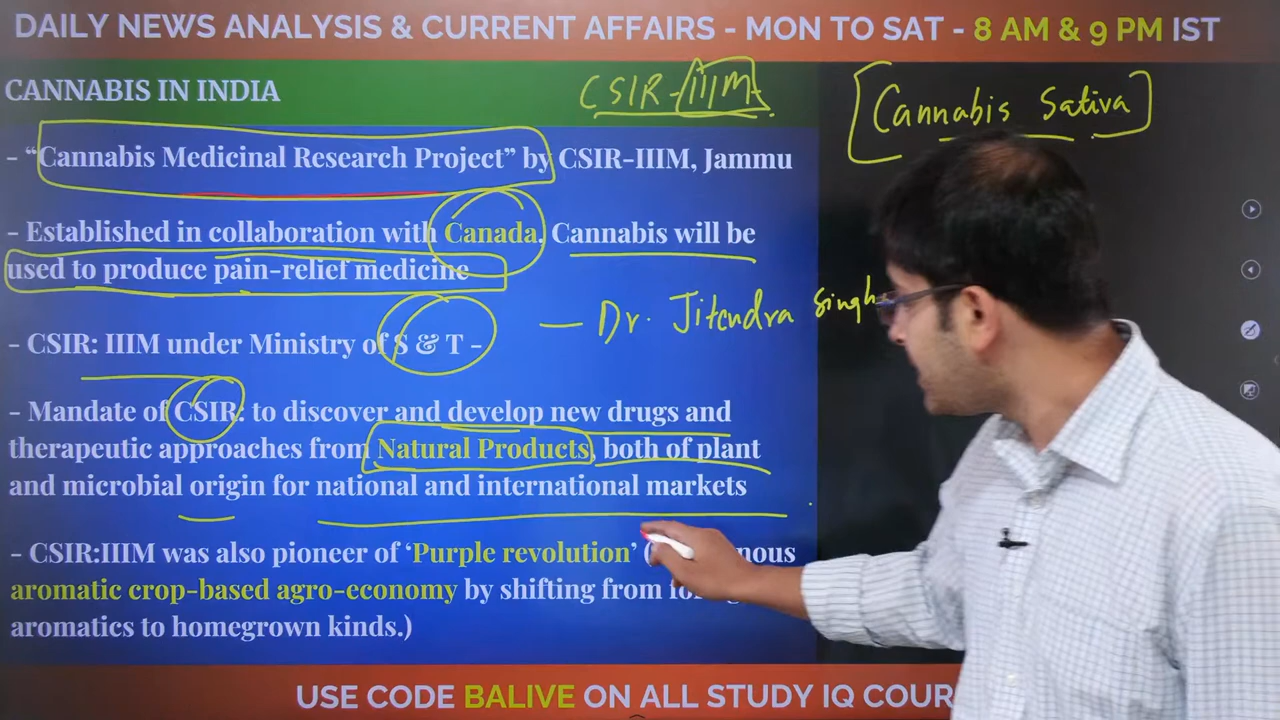 DAILY NEWS ANALYSIS & CURRENT AFFAIRS - MON TO SAT - 8 AM & 9 PM IST
CANNABIS IN INDIA
CSIR-IIIM
Cannabis Sativa
- “Cannabis Medicinal Research Project” by CSIR-IIIM, Jammu
- Established in collaboration with Canada. Cannabis will be
used to produce pain-relief medicine
- Dr. Jitendra Singh
- CSIR: IIIM under Ministry of S & T -
- Mandate of CSIR: to discover and develop new drugs and
therapeutic approaches from Natural Products, both of plant
and microbial origin for national and international markets
- CSIR:IIIM was also pioneer of ‘Purple revolution’ (
aromatic crop-based agro-economy by shifting from
aromatics to homegrown kinds.)
USE CODE BALIVE ON ALL STUDY IQ